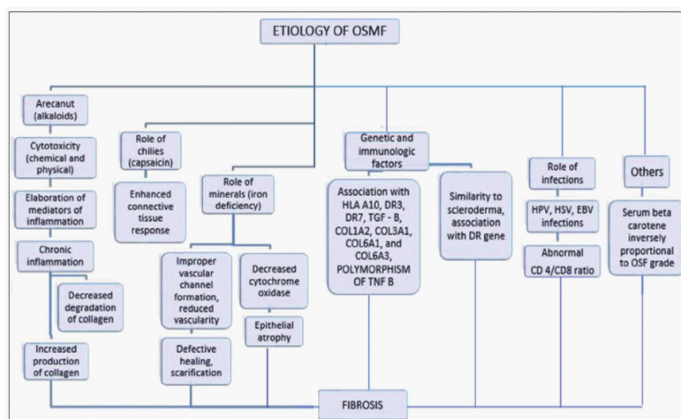 ETIOLOGY OF OSMF
Arecanut
(alkaloids)
Cytotoxicity
(chemical and
physical)
Elaboration of
mediators of
inflammation
Chronic
inflammation
Decreased
degradation of
collagen
Increased
production
of collagen
Role of
chilies
(capsaicin)
Enhanced
connective
tissue
response
Role of
minerals (iron
deficiency)
Improper
vascular
channel
formation,
reduced
vascularity
Defective
healing,
scarification
Decreased
cytochrome
oxidase
Epithelial
atrophy
Genetic and
immunologic
factors
Association with
HLA A10, DR3,
DR7, TGF - B,
COL1A2, COL3A1,
COL6A1, and
COL6A3,
POLYMORPHISM
OF TNF B
Similarity to
scleroderma,
association
with DR gene
Role of
infections
HPV, HSV, EBV
infections
Abnormal
CD 4/CD8 ratio
Others
Serum beta
carotene
inversely
proportional
to OSF grade
FIBROSIS